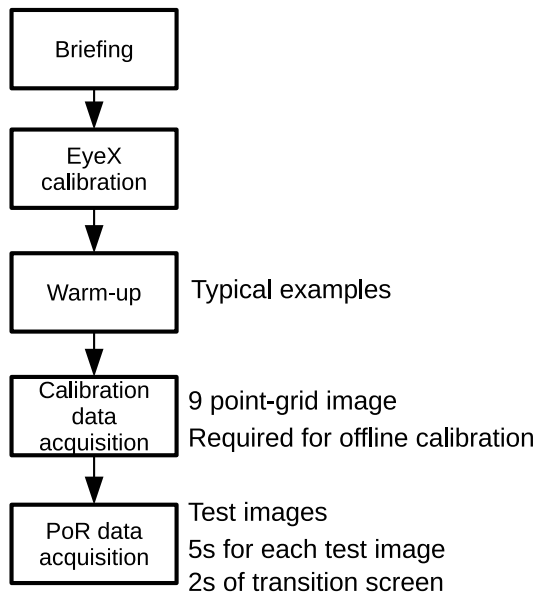 Briefing
EyeX
calibration
Warm-up
Typical examples
Calibration
data
acquisition
9 point-grid image
Required for offline calibration
PoR data
acquisition
Test images
5s for each test image
2s of transition screen